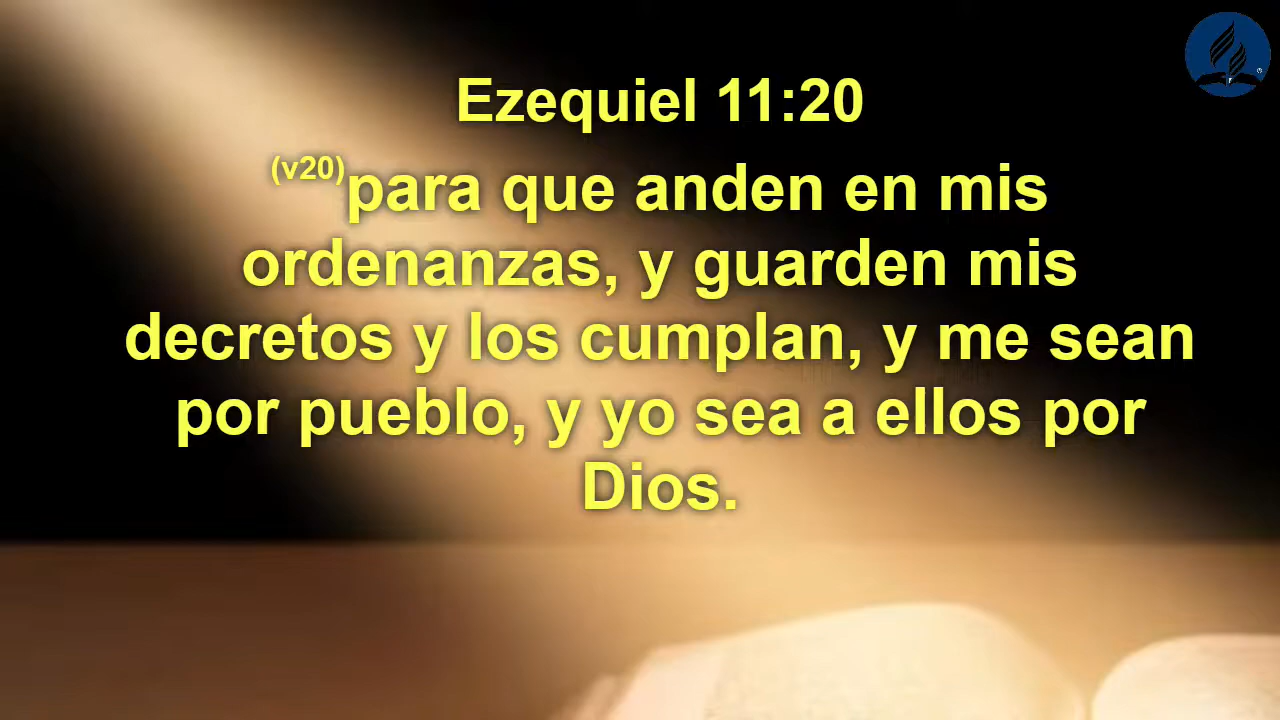 Ezequiel 11:20
(v20)para que anden en mis
ordenanzas, y guarden mis
decretos y los cumplan, y me sean
por pueblo, y yo sea a ellos por
Dios.